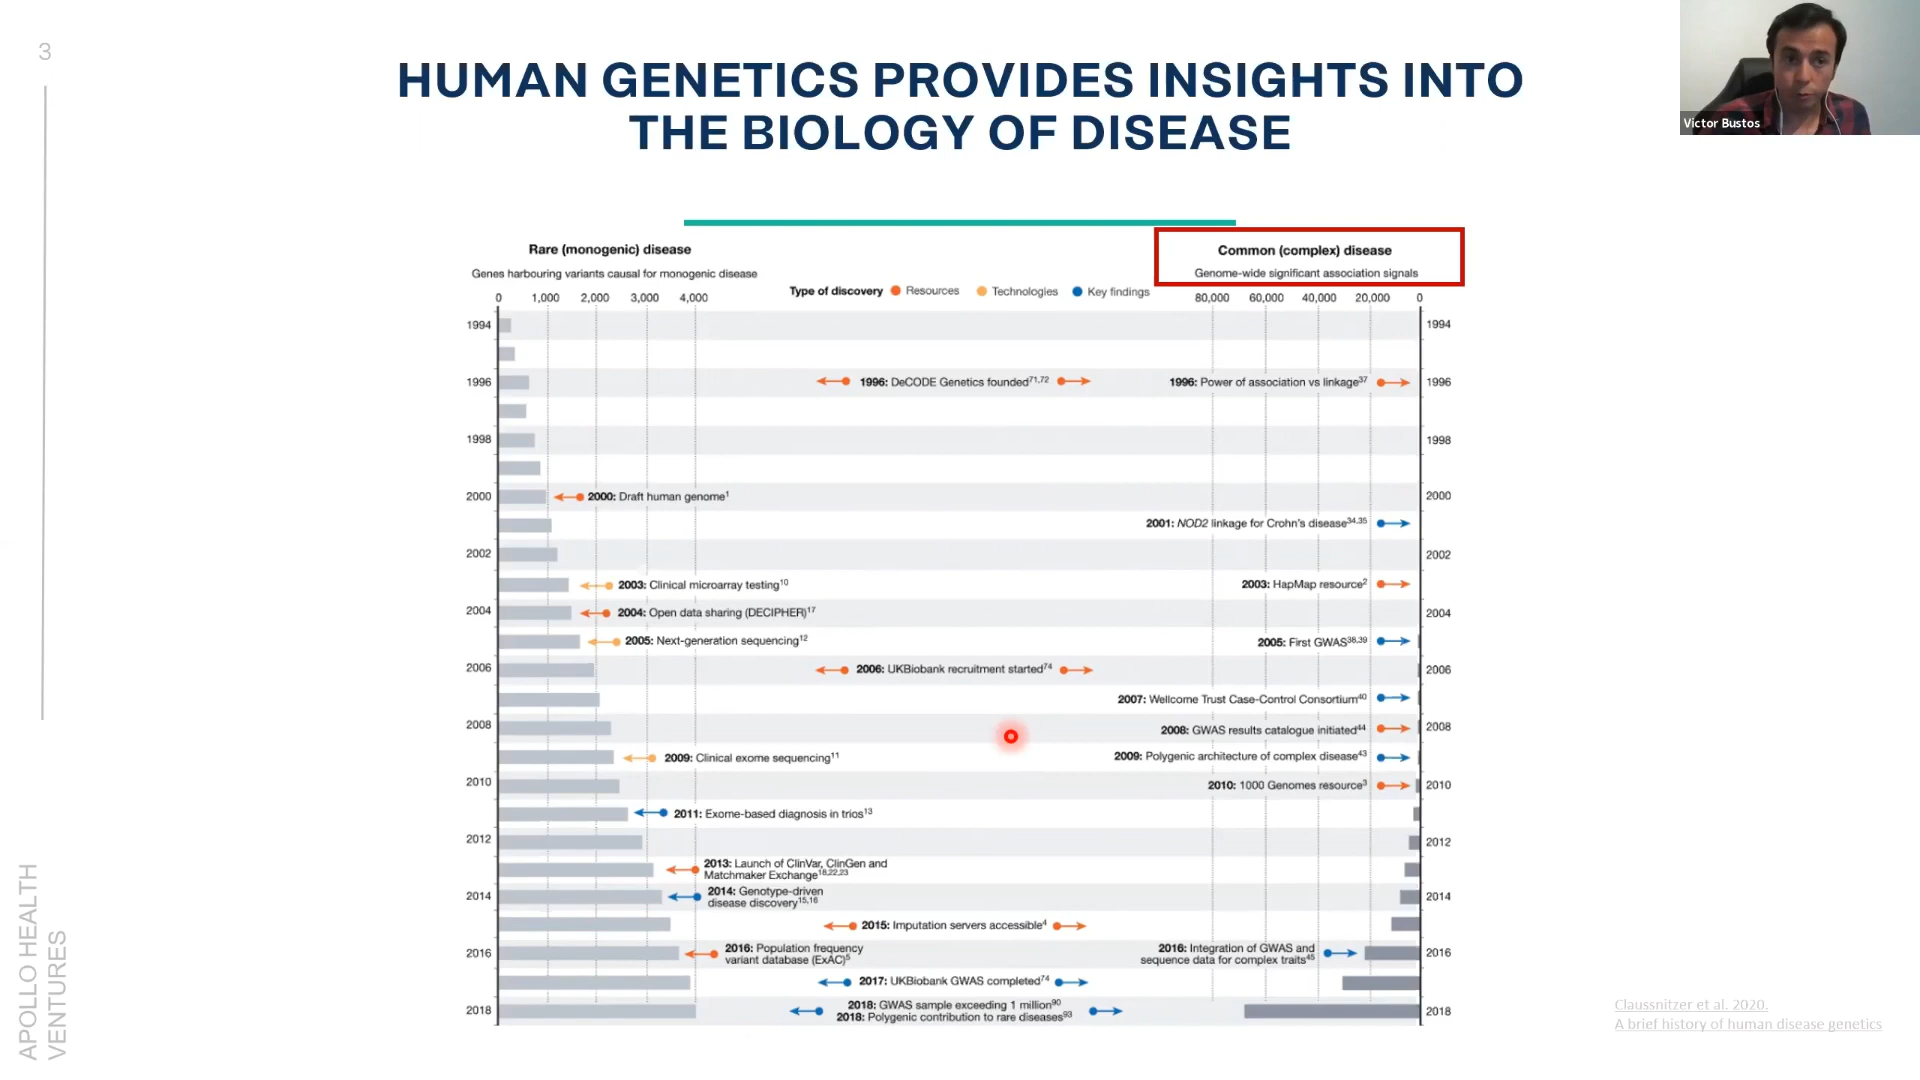 3
HUMAN GENETICS PROVIDES INSIGHTS INTO
THE BIOLOGY OF DISEASE
Victor Bustos
Rare (monogenic) disease
Genes harbouring variants causal for monogenic disease
Common (complex) disease
Genome-wide significant association signals
Type of discovery Resources Technologies Key findings
0 1,000 2,000 3,000 4,000
80,000 60,000 40,000 20,000 0
1994 1994
1996 1996: DeCODE Genetics founded71,72 1996: Power of association vs linkage37 1996
1998 1998
2000 2000: Draft human genome1 2000
2001: NOD2 linkage for Crohn's disease34,35
2002 2002
2003: Clinical microarray testing10 2003: HapMap resource2
2004 2004: Open data sharing (DECIPHER)17 2004
2005: Next-generation sequencing12 2005: First GWAS38,39
2006 2006: UKBiobank recruitment started74 2006
2007: Wellcome Trust Case-Control Consortium40
2008 2008: GWAS results catalogue initiated44 2008
2009: Clinical exome sequencing11 2009: Polygenic architecture of complex disease43
2010 2010: 1000 Genomes resource3 2010
2011: Exome-based diagnosis in trios13
2012 2012
2013: Launch of ClinVar, ClinGen and
Matchmaker Exchange18,22,23
2014 2014: Genotype-driven 2014
disease discovery15,16
2015: Imputation servers accessible4
2016 2016: Population frequency 2016: Integration of GWAS and 2016
variant database (ExAC)5 sequence data for complex traits45
2017: UKBiobank GWAS completed74
2018 2018: GWAS sample exceeding 1 million90 2018
2018: Polygenic contribution to rare diseases93
APOLLO HEALTH
VENTURES
Claussnitzer et al. 2020.
A brief history of human disease genetics